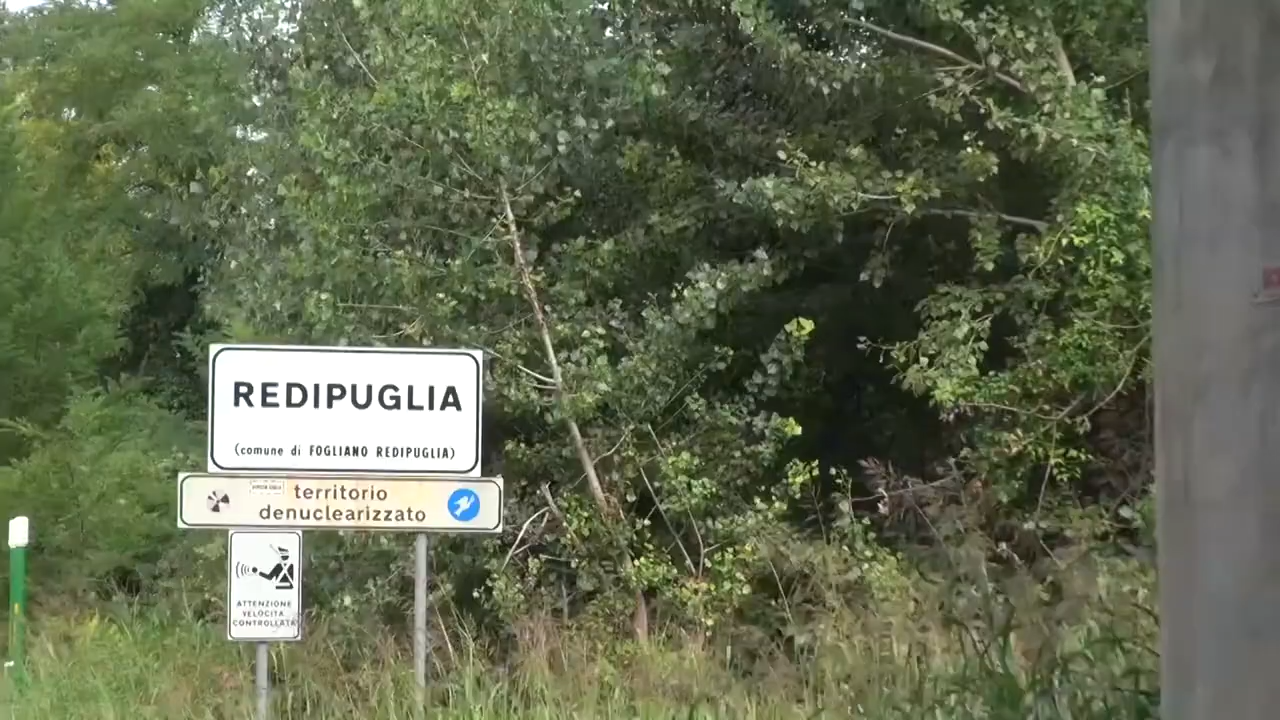 REDIPUGLIA
(comune di FOGLIANO REDIPUGLIA)
territorio
denuclearizzato
ATTENZIONE
VELOCITA
CONTROLLATA